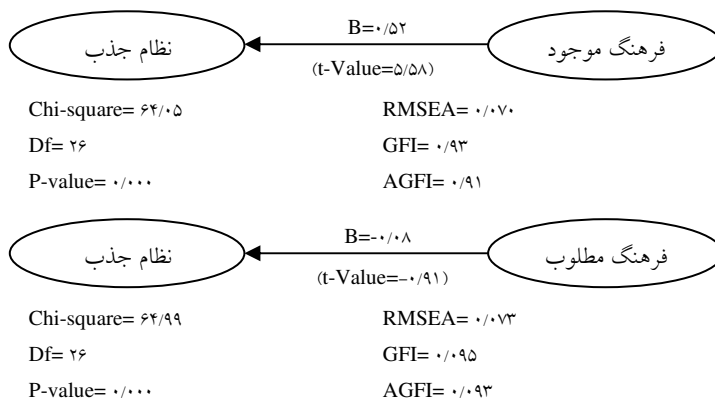 B=۰/۵۲
نظام جذب فرهنگ موجود
(t-Value=۵/۵۸)
Chi-square= ۶۴/۰۵ RMSEA= ۰/۰۷۰
Df= ۲۶ GFI= ۰/۹۳
P-value= ۰/۰۰۰ AGFI= ۰/۹۱
B=-۰/۰۸
نظام جذب فرهنگ مطلوب
(t-Value=-۰/۹۱)
Chi-square= ۶۴/۹۹ RMSEA= ۰/۰۷۳
Df= ۲۶ GFI= ۰/۰۹۵
P-value= ۰/۰۰۰ AGFI= ۰/۰۹۳